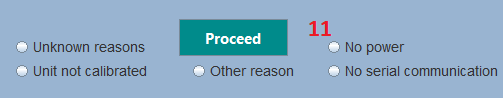 Proceed 11
Unknown reasons No power
Unit not calibrated Other reason No serial communication